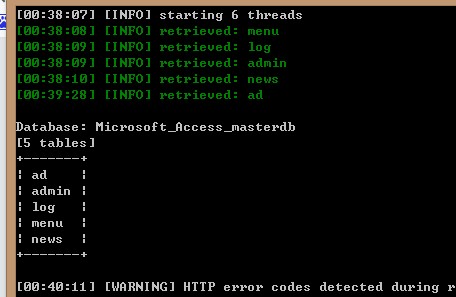 [00:38:07] [INFO] starting 6 threads
[00:38:08] [INFO] retrieved: menu
[00:38:09] [INFO] retrieved: log
[00:38:09] [INFO] retrieved: admin
[00:38:10] [INFO] retrieved: news
[00:39:28] [INFO] retrieved: ad
Database: Microsoft_Access_masterdb
[5 tables]
+-------+
¦ ad    ¦
¦ admin ¦
¦ log   ¦
¦ menu  ¦
¦ news  ¦
+-------+
[00:40:11] [WARNING] HTTP error codes detected during r